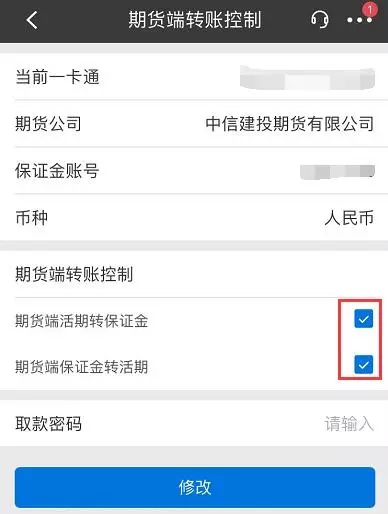 期货端转账控制
1
当前一卡通
期货公司 中信建投期货有限公司
保证金账号
币种 人民币
期货端转账控制
期货端活期转保证金
期货端保证金转活期
取款密码 请输入
修改